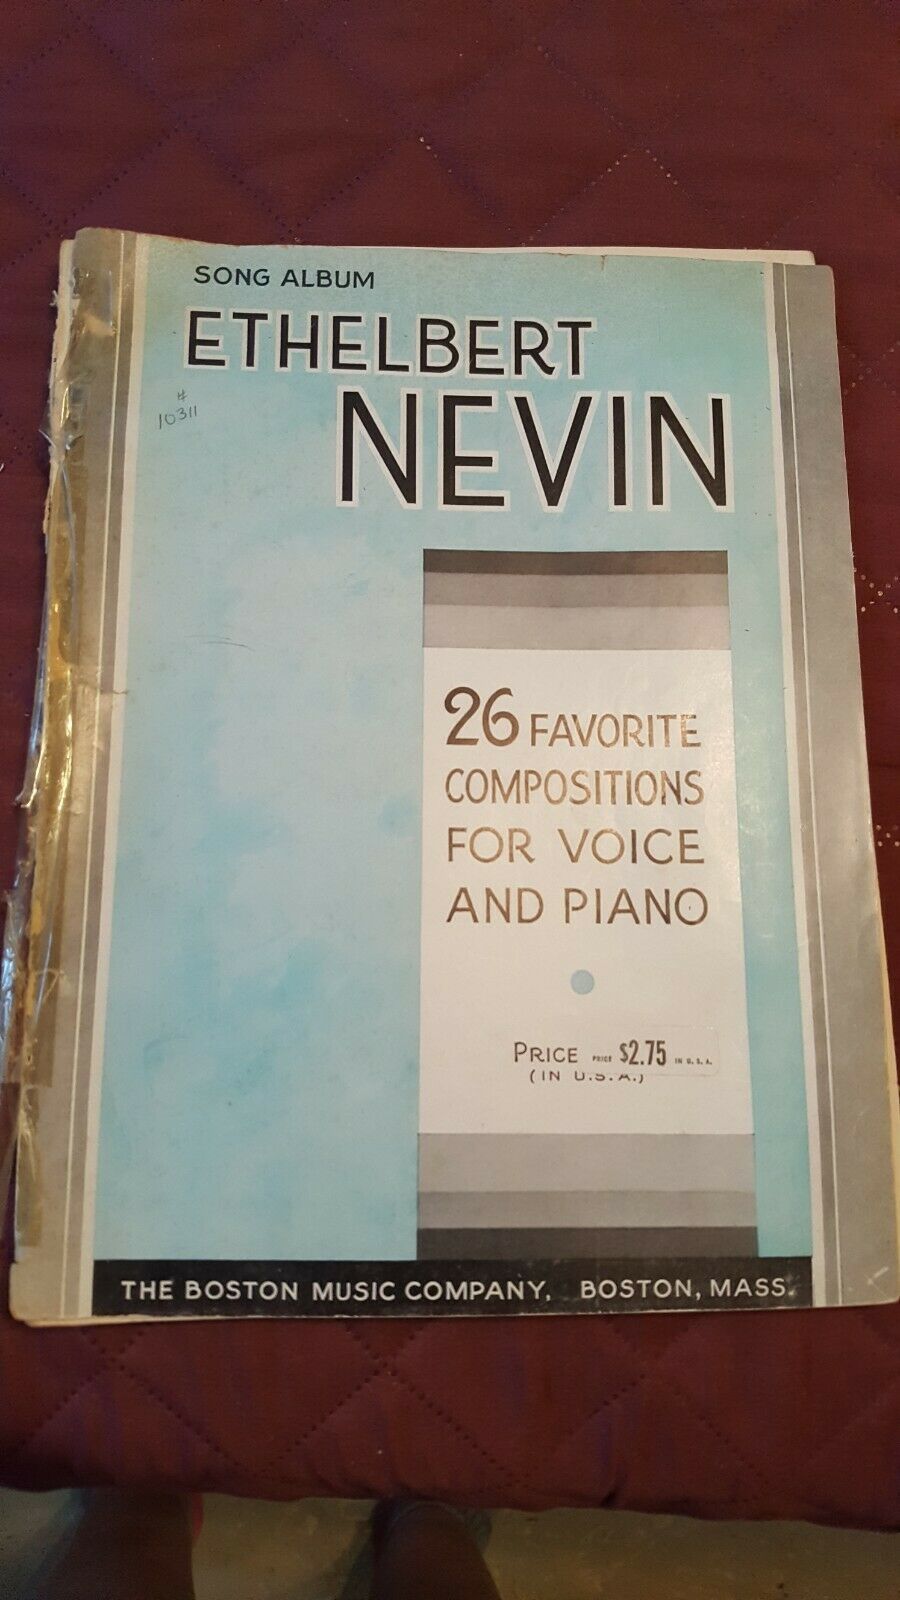 SONG ALBUM
ETHELBERT
NEVIN
#
10311
26 FAVORITE
COMPOSITIONS
FOR VOICE
AND PIANO
PRICE PRICE $2.75 IN U.S.A.
(IN U.S.A.)
THE BOSTON MUSIC COMPANY, BOSTON, MASS.